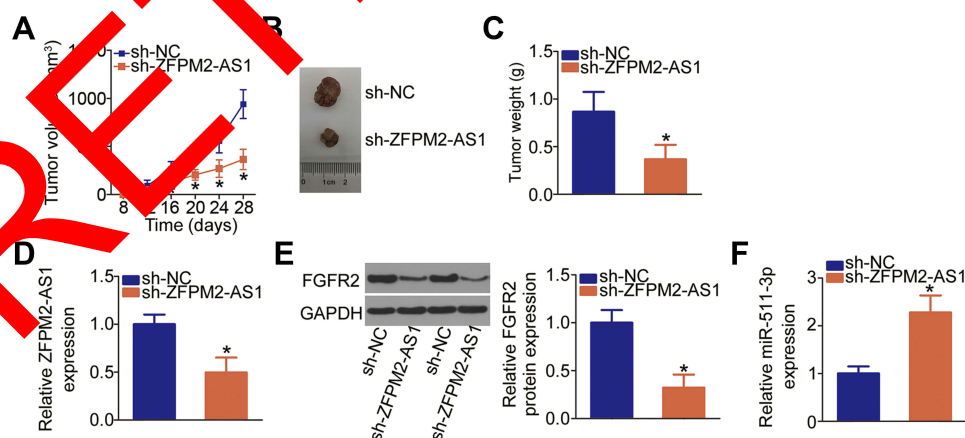 A
B
C
Tumor
mm³)
1000
0
sh-NC
sh-ZFPM2-AS1
8
16
20
24
28
*
*
*
*
Time (days)
sh-NC
sh-ZFPM2-AS1
0
1cm
2
Tumor weight (g)
1.5
1.0
0.5
0.0
sh-NC
sh-ZFPM2-AS1
*
RET
D
E
F
Relative ZFPM2-AS1
expression
1.5
1.0
0.5
0.0
sh-NC
sh-ZFPM2-AS1
*
FGFR2
GAPDH
sh-NC
sh-ZFPM2-AS1
sh-NC
sh-ZFPM2-AS1
Relative FGFR2
protein expression
1.5
1.0
0.5
0.0
sh-NC
sh-ZFPM2-AS1
*
Relative miR-511-3p
expression
3
2
1
0
sh-NC
sh-ZFPM2-AS1
*